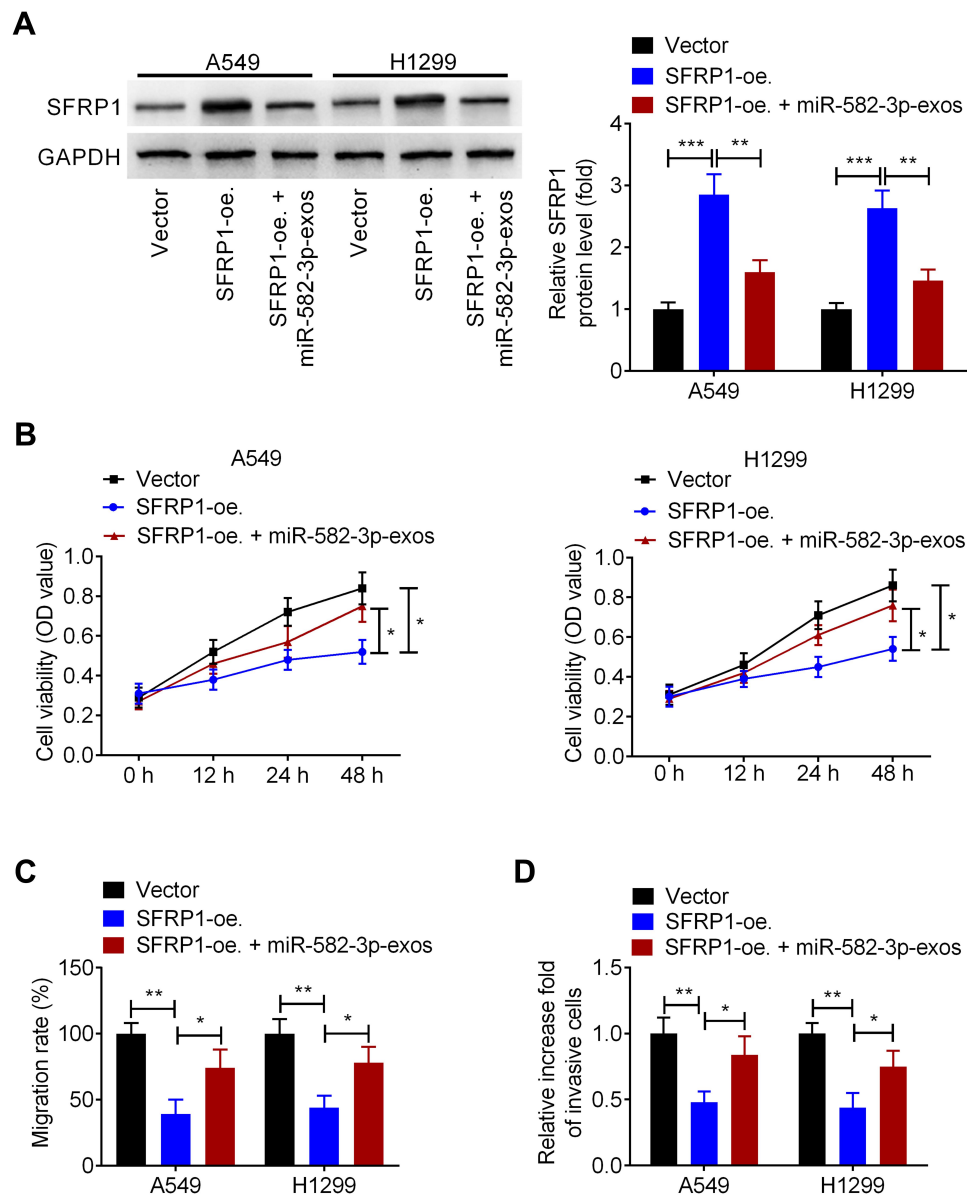 A
A549 H1299
SFRP1
GAPDH
Vector
SFRP1-oe.
SFRP1-oe. +
miR-582-3p-exos
Vector
SFRP1-oe.
SFRP1-oe. +
miR-582-3p-exos
Vector
SFRP1-oe.
SFRP1-oe. + miR-582-3p-exos
Relative SFRP1
protein level (fold)
4
3
2
1
0
*** ** *** **
A549 H1299
B
A549
Vector
SFRP1-oe.
SFRP1-oe. + miR-582-3p-exos
Cell viability (OD value)
1.0
0.8
0.6
0.4
0.2
0.0
* *
0 h 12 h 24 h 48 h
H1299
Vector
SFRP1-oe.
SFRP1-oe. + miR-582-3p-exos
Cell viability (OD value)
1.0
0.8
0.6
0.4
0.2
0.0
* *
0 h 12 h 24 h 48 h
C
Vector
SFRP1-oe.
SFRP1-oe. + miR-582-3p-exos
Migration rate (%)
150
100
50
0
** * ** *
A549 H1299
D
Vector
SFRP1-oe.
SFRP1-oe. + miR-582-3p-exos
Relative increase fold
of invasive cells
1.5
1.0
0.5
0.0
** * ** *
A549 H1299